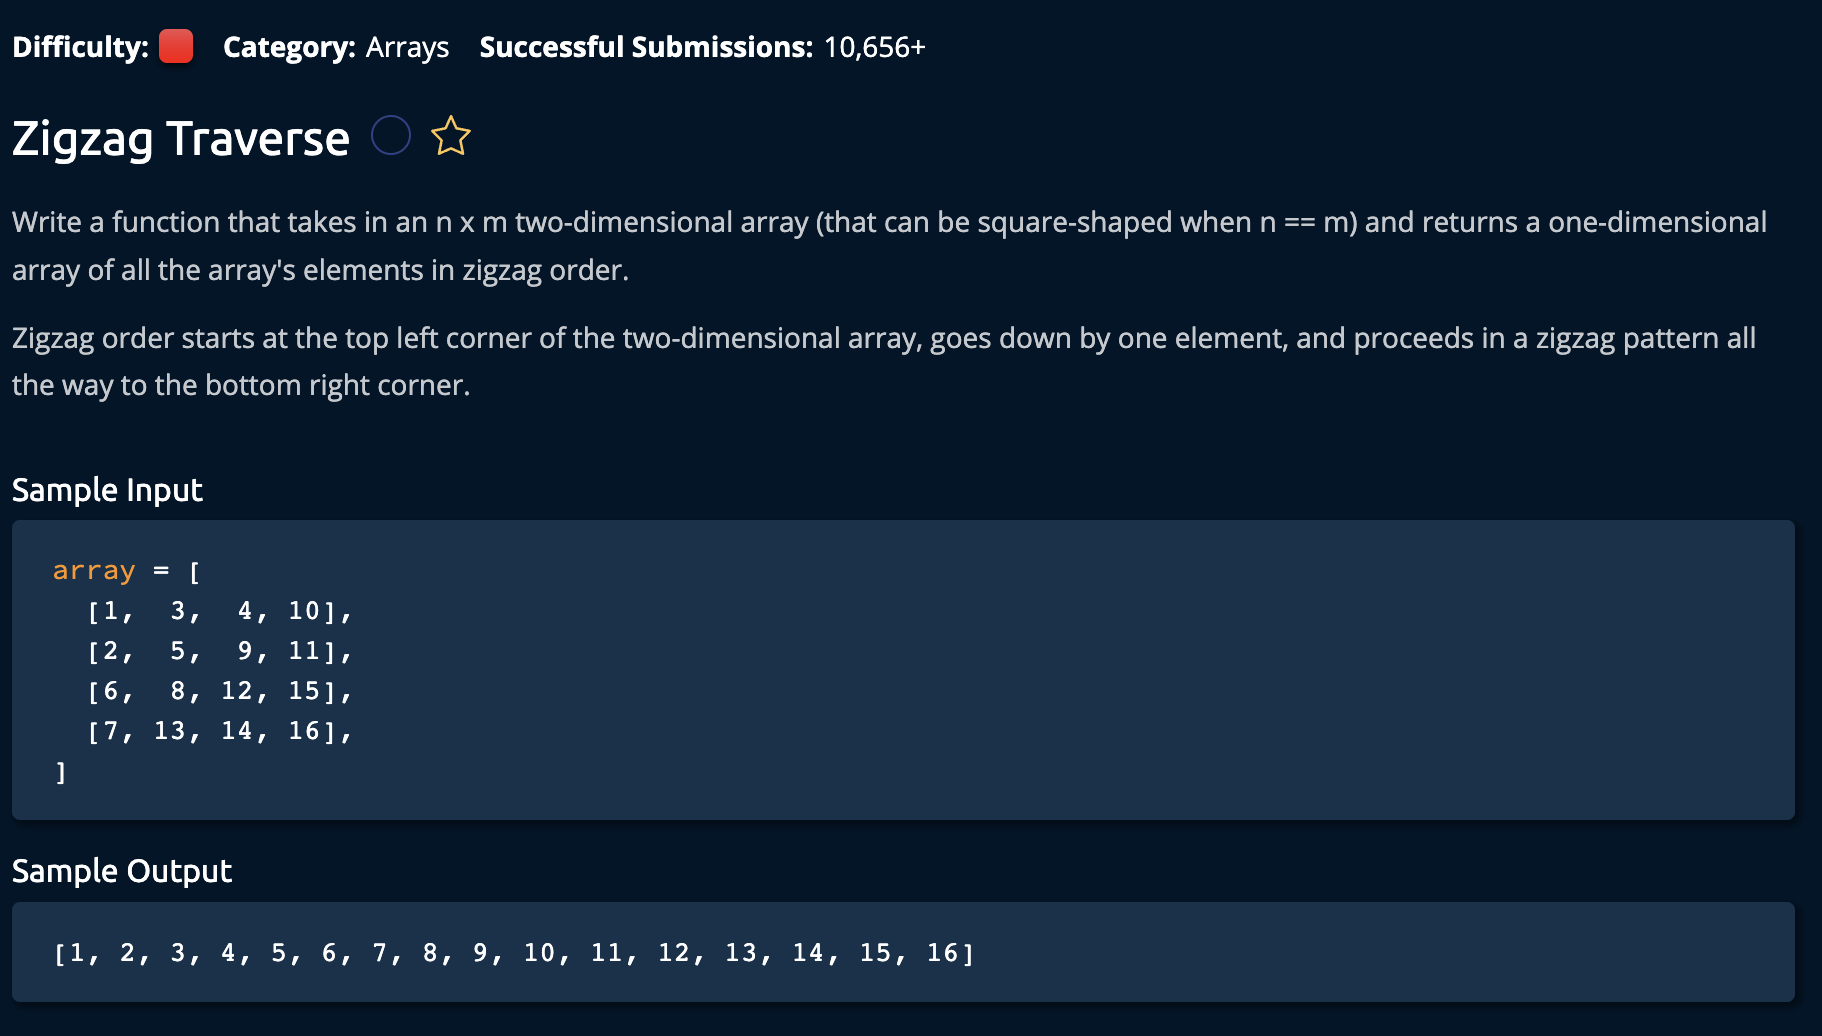 Difficulty: Category: Arrays Successful Submissions: 10,656+
Zigzag Traverse
Write a function that takes in an n x m two-dimensional array (that can be square-shaped when n == m) and returns a one-dimensional
array of all the array's elements in zigzag order.
Zigzag order starts at the top left corner of the two-dimensional array, goes down by one element, and proceeds in a zigzag pattern all
the way to the bottom right corner.
Sample Input
array = [
  [1,  3,  4, 10],
  [2,  5,  9, 11],
  [6,  8, 12, 15],
  [7, 13, 14, 16],
]
Sample Output
[1, 2, 3, 4, 5, 6, 7, 8, 9, 10, 11, 12, 13, 14, 15, 16]